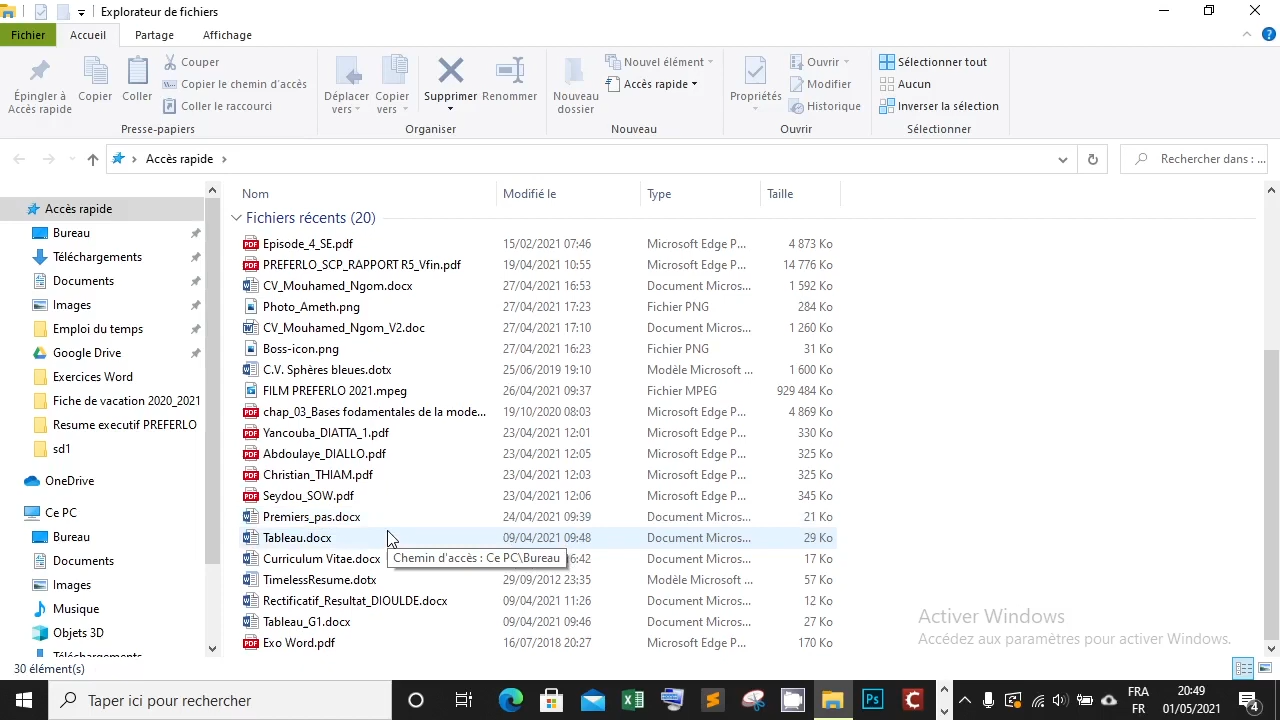 Explorateur de fichiers
Fichier Accueil Partage Affichage
Épingler à Accès rapide
Copier
Coller
Couper
Copier le chemin d'accès
Coller le raccourci
Presse-papiers
Déplacer vers
Copier vers
Supprimer
Renommer
Organiser
Nouveau dossier
Nouvel élément
Accès rapide
Nouveau
Propriétés
Ouvrir
Modifier
Historique
Ouvrir
Sélectionner tout
Aucun
Inverser la sélection
Sélectionner
Accès rapide
Rechercher dans : ...
Accès rapide
Bureau
Téléchargements
Documents
Images
Emploi du temps
Google Drive
Exercices Word
Fiche de vacation 2020_2021
Resume executif PREFERLO
sd1
OneDrive
Ce PC
Bureau
Documents
Images
Musique
Objets 3D
Téléchargements
Nom Modifié le Type Taille
Fichiers récents (20)
Episode_4_SE.pdf 15/02/2021 07:46 Microsoft Edge P... 4 873 Ko
PREFERLO_SCP_RAPPORT R5_Vfin.pdf 19/04/2021 10:55 Microsoft Edge P... 14 776 Ko
CV_Mouhamed_Ngom.docx 27/04/2021 16:53 Document Micros... 1 592 Ko
Photo_Ameth.png 27/04/2021 17:23 Fichier PNG 284 Ko
CV_Mouhamed_Ngom_V2.doc 27/04/2021 17:10 Document Micros... 1 260 Ko
Boss-icon.png 27/04/2021 16:23 Fichier PNG 31 Ko
C.V. Sphères bleues.dotx 25/06/2019 19:10 Modèle Microsoft ... 1 600 Ko
FILM PREFERLO 2021.mpeg 26/04/2021 09:37 Fichier MPEG 929 484 Ko
chap_03_Bases fodamentales de la mode... 19/10/2020 08:03 Microsoft Edge P... 4 869 Ko
Yancouba_DIATTA_1.pdf 23/04/2021 12:01 Microsoft Edge P... 330 Ko
Abdoulaye_DIALLO.pdf 23/04/2021 12:05 Microsoft Edge P... 325 Ko
Christian_THIAM.pdf 23/04/2021 12:03 Microsoft Edge P... 325 Ko
Seydou_SOW.pdf 23/04/2021 12:06 Microsoft Edge P... 345 Ko
Premiers_pas.docx 24/04/2021 09:39 Document Micros... 21 Ko
Tableau.docx 09/04/2021 09:48 Document Micros... 29 Ko
Curriculum Vitae.docx 16:42 Document Micros... 17 Ko
Chemin d'accès : Ce PC\Bureau
TimelessResume.dotx 29/09/2012 23:35 Modèle Microsoft ... 57 Ko
Rectificatif_Resultat_DIOULDE.docx 09/04/2021 11:26 Document Micros... 12 Ko
Tableau_G1.docx 09/04/2021 09:46 Document Micros... 27 Ko
Exo Word.pdf 16/07/2018 20:27 Microsoft Edge P... 170 Ko
Activer Windows
Accédez aux paramètres pour activer Windows.
30 élément(s)
Taper ici pour rechercher
FRA
FR
20:49
01/05/2021
4